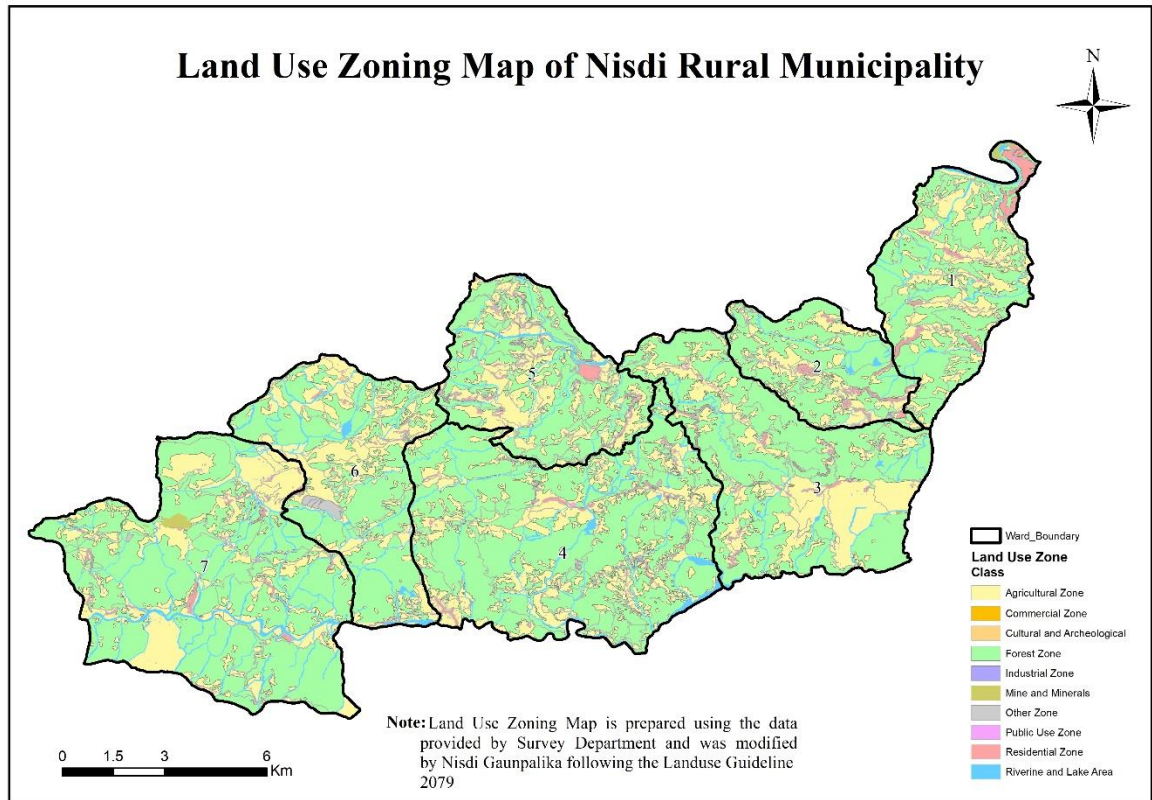 Land Use Zoning Map of Nisdi Rural Municipality
N
1
2
5
6
3
4
7
Ward_Boundary
Land Use Zone
Class
Agricultural Zone
Commercial Zone
Cultural and Archeological
Forest Zone
Industrial Zone
Mine and Minerals
Other Zone
Public Use Zone
Residential Zone
Riverine and Lake Area
Note: Land Use Zoning Map is prepared using the data
provided by Survey Department and was modified
by Nisdi Gaunpalika following the Landuse Guideline
2079
0 1.5 3 6
Km